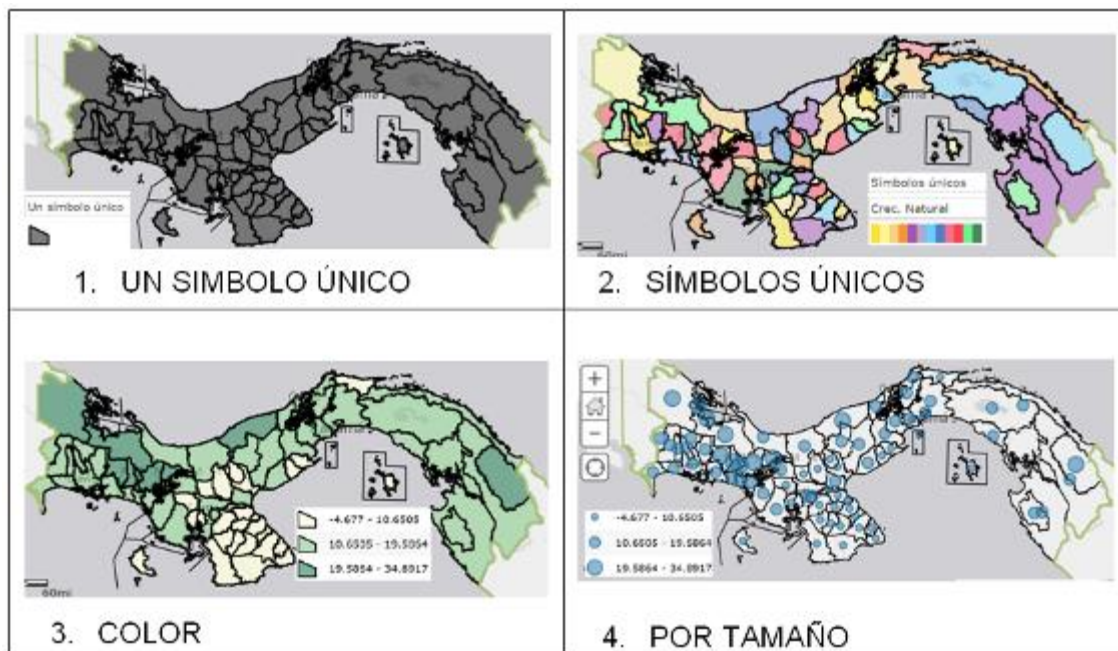 Un símbolo único
1. UN SIMBOLO ÚNICO
Símbolos únicos
Crec. Natural
60mi
2. SÍMBOLOS ÚNICOS
-4.677 - 10.6505
10.6505 - 19.5864
19.5864 - 34.8917
60mi
3. COLOR
+
−
-4.677 - 10.6505
10.6505 - 19.5864
19.5864 - 34.8917
4. POR TAMAÑO